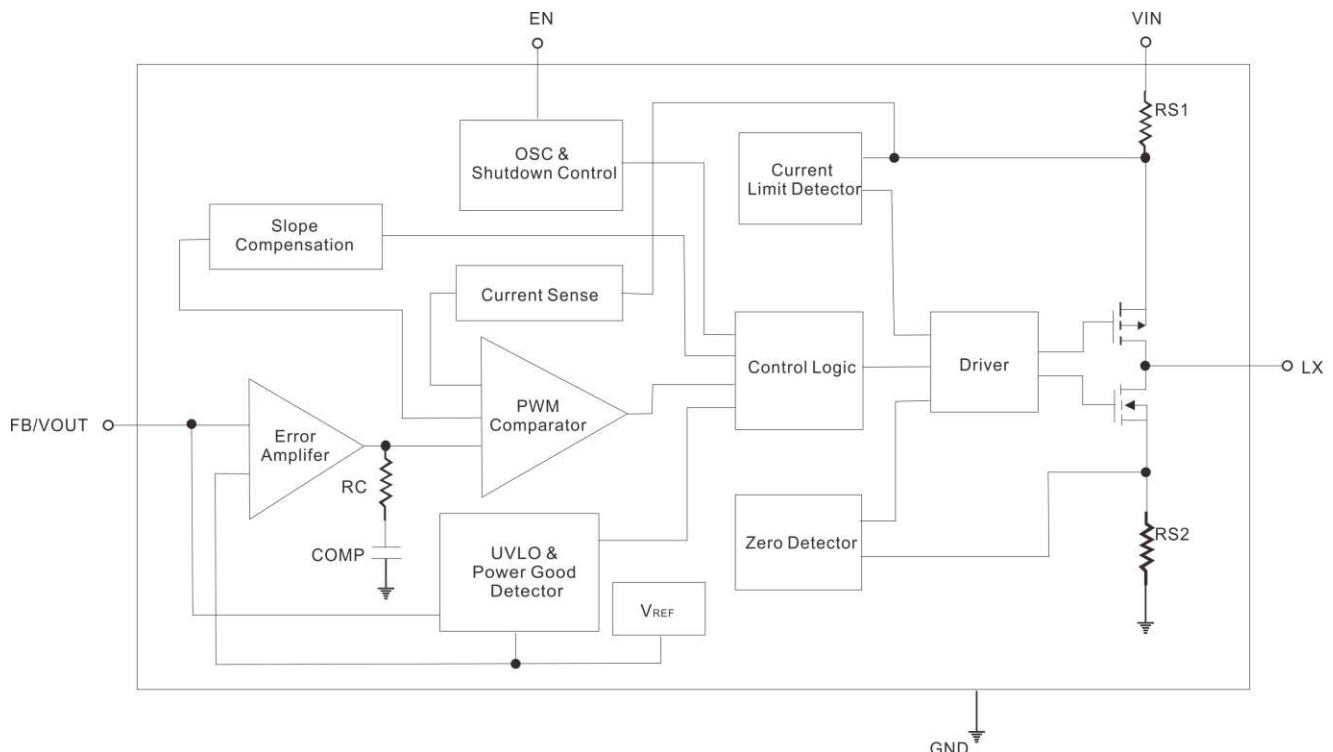 EN
VIN
RS1
OSC &
Shutdown Control
Current
Limit Detector
Slope
Compensation
Current Sense
Control Logic
Driver
LX
PWM
Comparator
FB/VOUT
Error
Amplifer
RC
COMP
UVLO &
Power Good
Detector
VREF
Zero Detector
RS2
GND